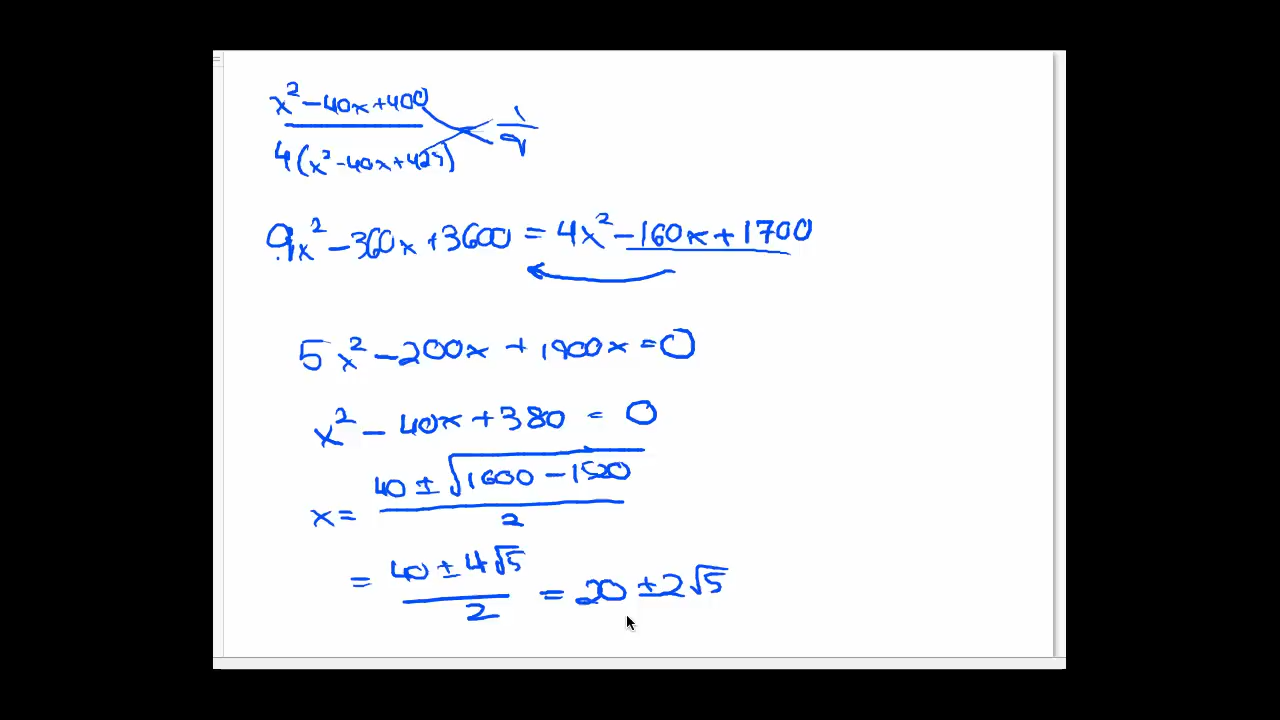 x² - 40x + 400 / 4(x² - 40x + 425) 1/9
9x² - 360x + 3600 = 4x² - 160x + 1700
5x² - 200x + 1900x = 0
x² - 40x + 380 = 0
x = (40 ± √(1600 - 1520)) / 2
= (40 ± 4√5) / 2 = 20 ± 2√5